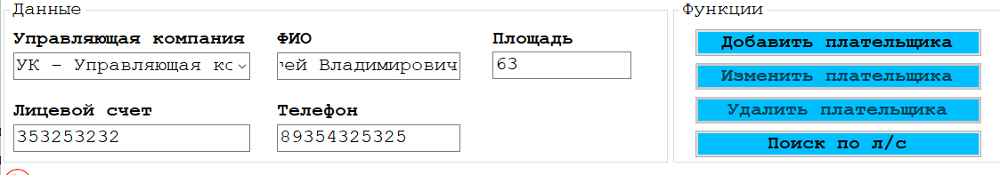 Данные
Управляющая компания
ФИО
Площадь
УК - Управляющая кс
ей Владимирович
63
Лицевой счет
Телефон
353253232
89354325325
Функции
Добавить плательщика
Изменить плательщика
Удалить плательщика
Поиск по л/с